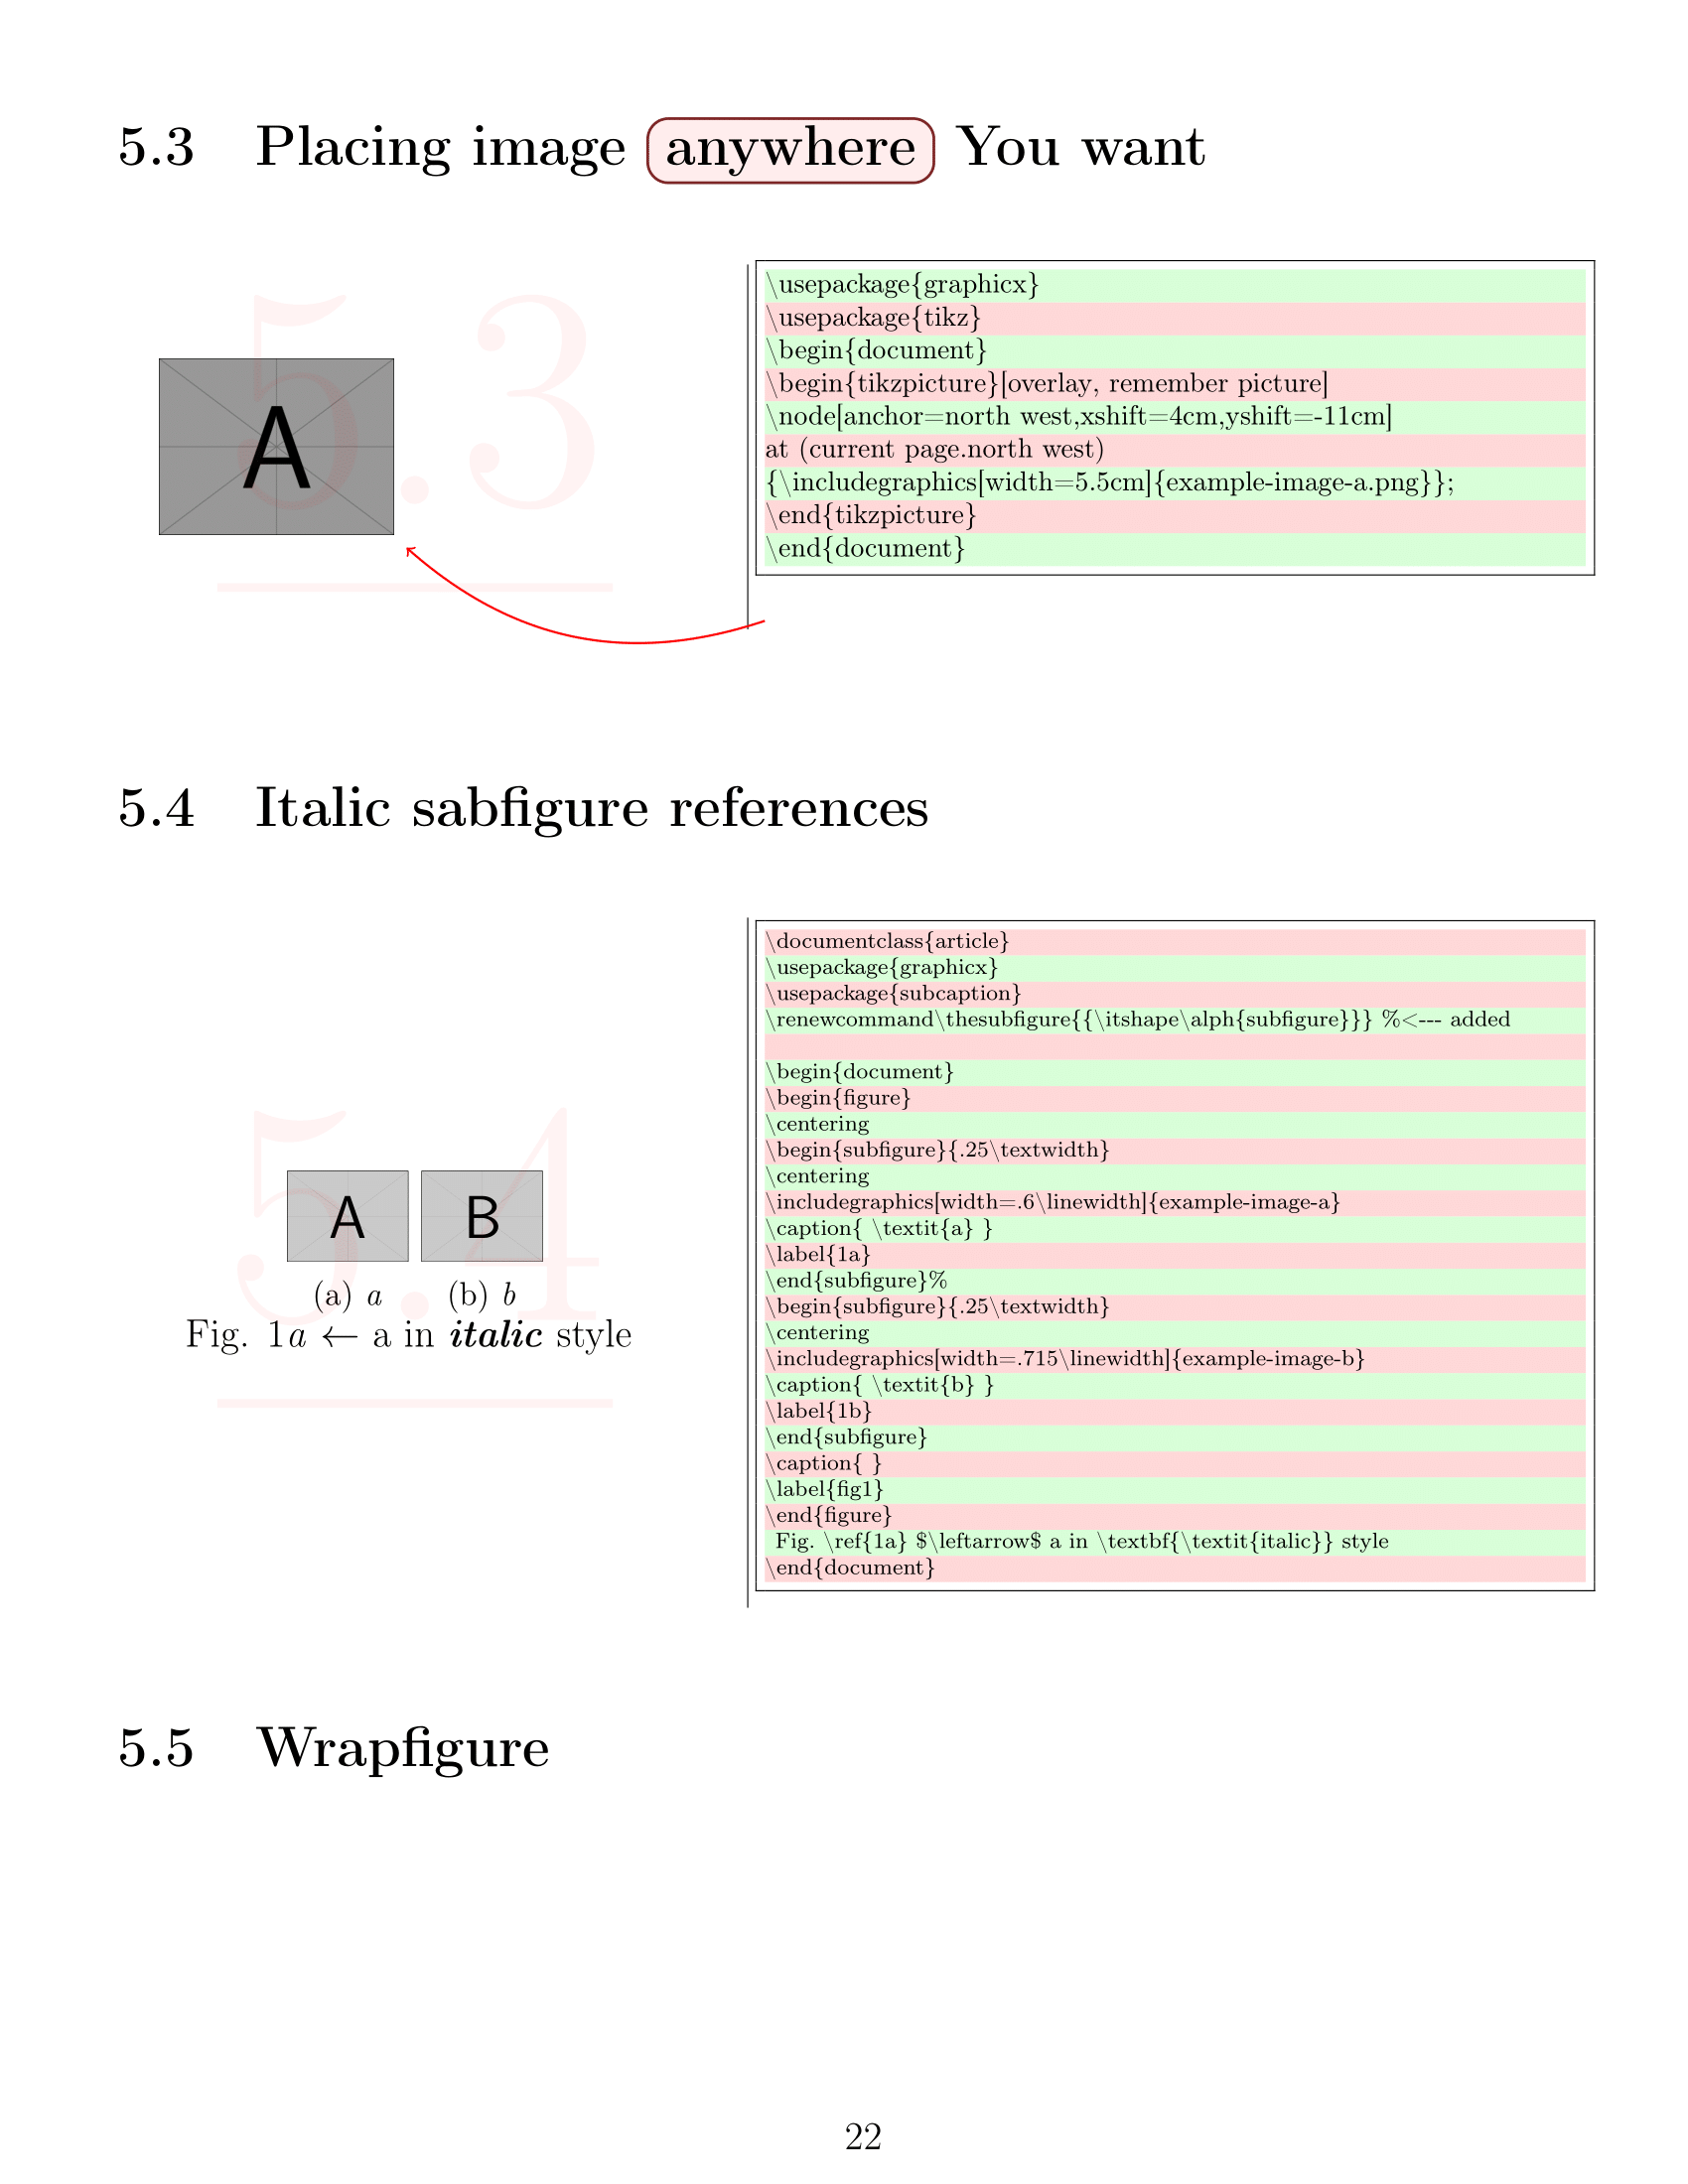 5.3 Placing image anywhere You want
5.3
A
\usepackage{graphicx}
\usepackage{tikz}
\begin{document}
\begin{tikzpicture}[overlay, remember picture]
\node[anchor=north west,xshift=4cm,yshift=-11cm]
at (current page.north west)
{\includegraphics[width=5.5cm]{example-image-a.png}};
\end{tikzpicture}
\end{document}
5.4 Italic sabfigure references
5.4
A B
(a) a (b) b
Fig. 1a ← a in italic style
\documentclass{article}
\usepackage{graphicx}
\usepackage{subcaption}
\renewcommand\thesubfigure{{\itshape\alph{subfigure}}} %<--- added
\begin{document}
\begin{figure}
\centering
\begin{subfigure}{.25\textwidth}
\centering
\includegraphics[width=.6\linewidth]{example-image-a}
\caption{ \textit{a} }
\label{1a}
\end{subfigure}%
\begin{subfigure}{.25\textwidth}
\centering
\includegraphics[width=.715\linewidth]{example-image-b}
\caption{ \textit{b} }
\label{1b}
\end{subfigure}
\caption{ }
\label{fig1}
\end{figure}
Fig. \ref{1a} $\leftarrow$ a in \textbf{\textit{italic}} style
\end{document}
5.5 Wrapfigure
22